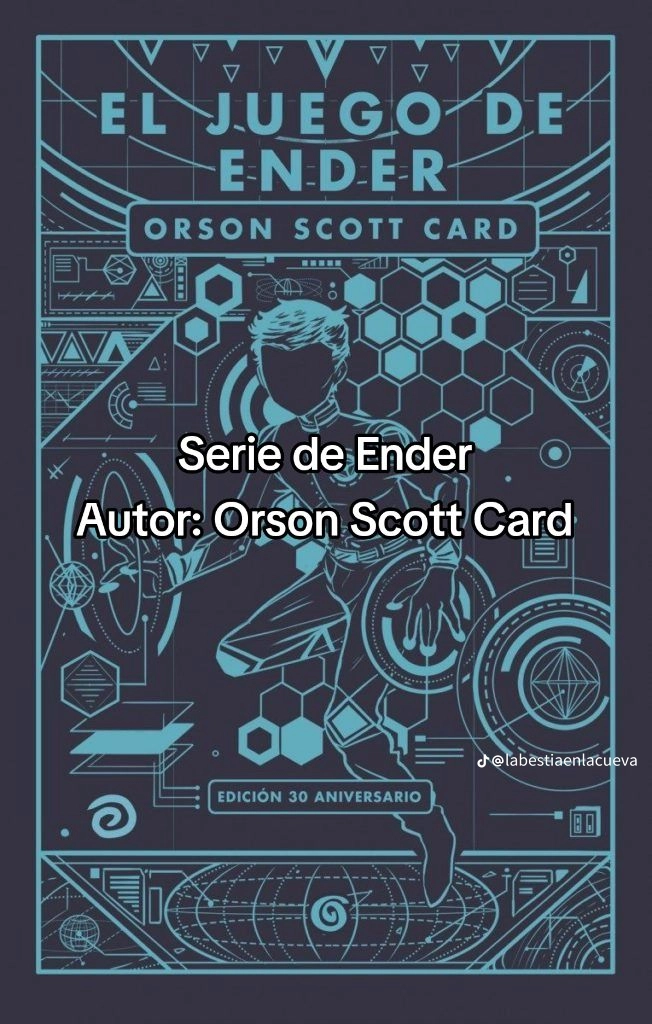 EL JUEGO DE
ENDER
ORSON SCOTT CARD
Serie de Ender
Autor: Orson Scott Card
@labestiaenlacueva
EDICIÓN 30 ANIVERSARIO